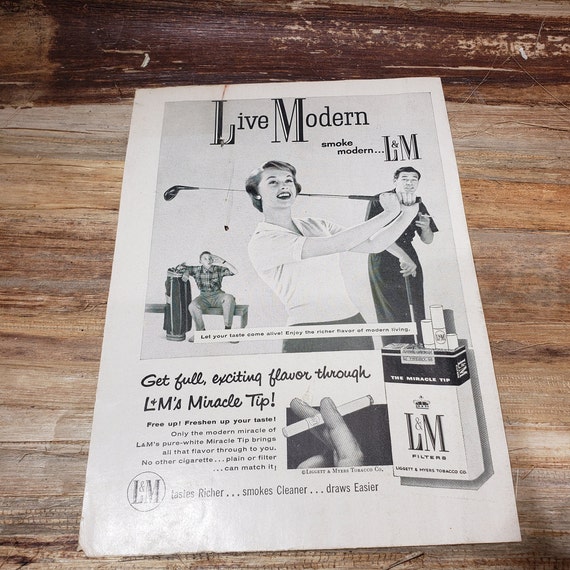 Live Modern
smoke
modern... L&M
Let your taste come alive! Enjoy the richer flavor of modern living.
Get full, exciting flavor through
L&M's Miracle Tip!
Free up! Freshen up your taste!
Only the modern miracle of
L&M's pure-white Miracle Tip brings
all that flavor through to you.
No other cigarette...plain or filter
...can match it!
©LIGGETT & MYERS TOBACCO CO.
L&M
THE MIRACLE TIP
L&M
FILTERS
LIGGETT & MYERS TOBACCO CO.
L&M tastes Richer...smokes Cleaner...draws Easier